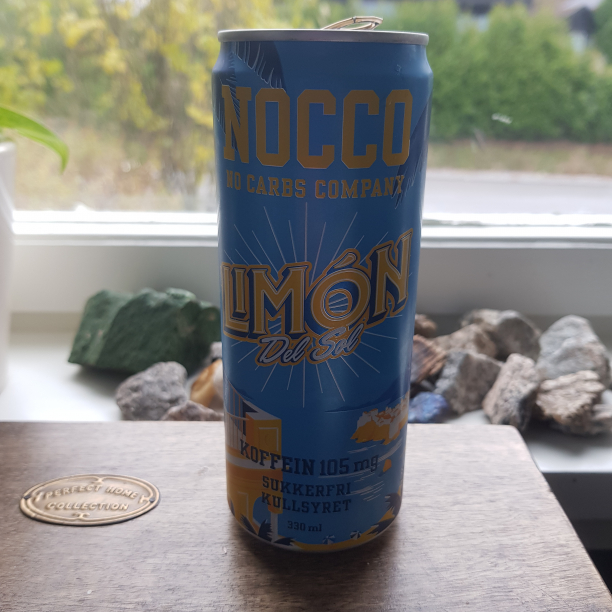 NOCCO
NO CARBS COMPANY
LIMÓN
Del Sol
KOFFEIN 105 mg
SUKKERFRI
KULLSYRET
330 ml
PERFECT HOME
COLLECTION